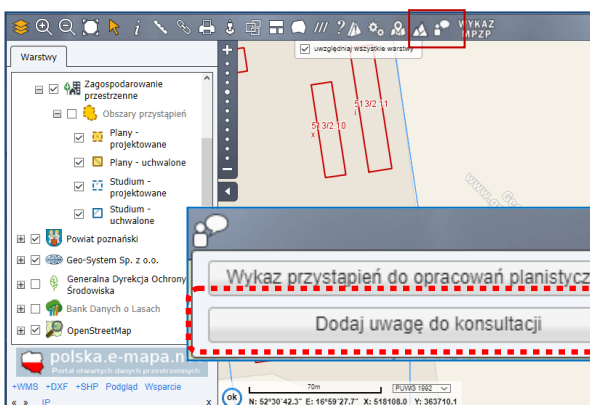 WYKAZ
MPZP
Warstwy
uwzględniaj wszystkie warstwy
Zagospodarowanie
przestrzenne
Obszary przystąpień
Plany -
projektowane
Plany - uchwalone
Studium -
projektowane
Studium -
uchwalone
Powiat poznański
Geo-System Sp. z o.o.
Generalna Dyrekcja Ochrony
Środowiska
Bank Danych o Lasach
OpenStreetMap
513/2.11
i
513/2.10
x
www.
Wykaz przystąpień do opracowań planistycz
Dodaj uwagę do konsultacji
polska.e-mapa.n
Portal otwartych danych przestrzennych
+WMS +DXF +SHP Podgląd Wsparcie
« » IP x
ok
70m
PUWG 1992
N: 52°30'42.3" E: 16°59'27.7" X: 518108.0 Y: 363710.1